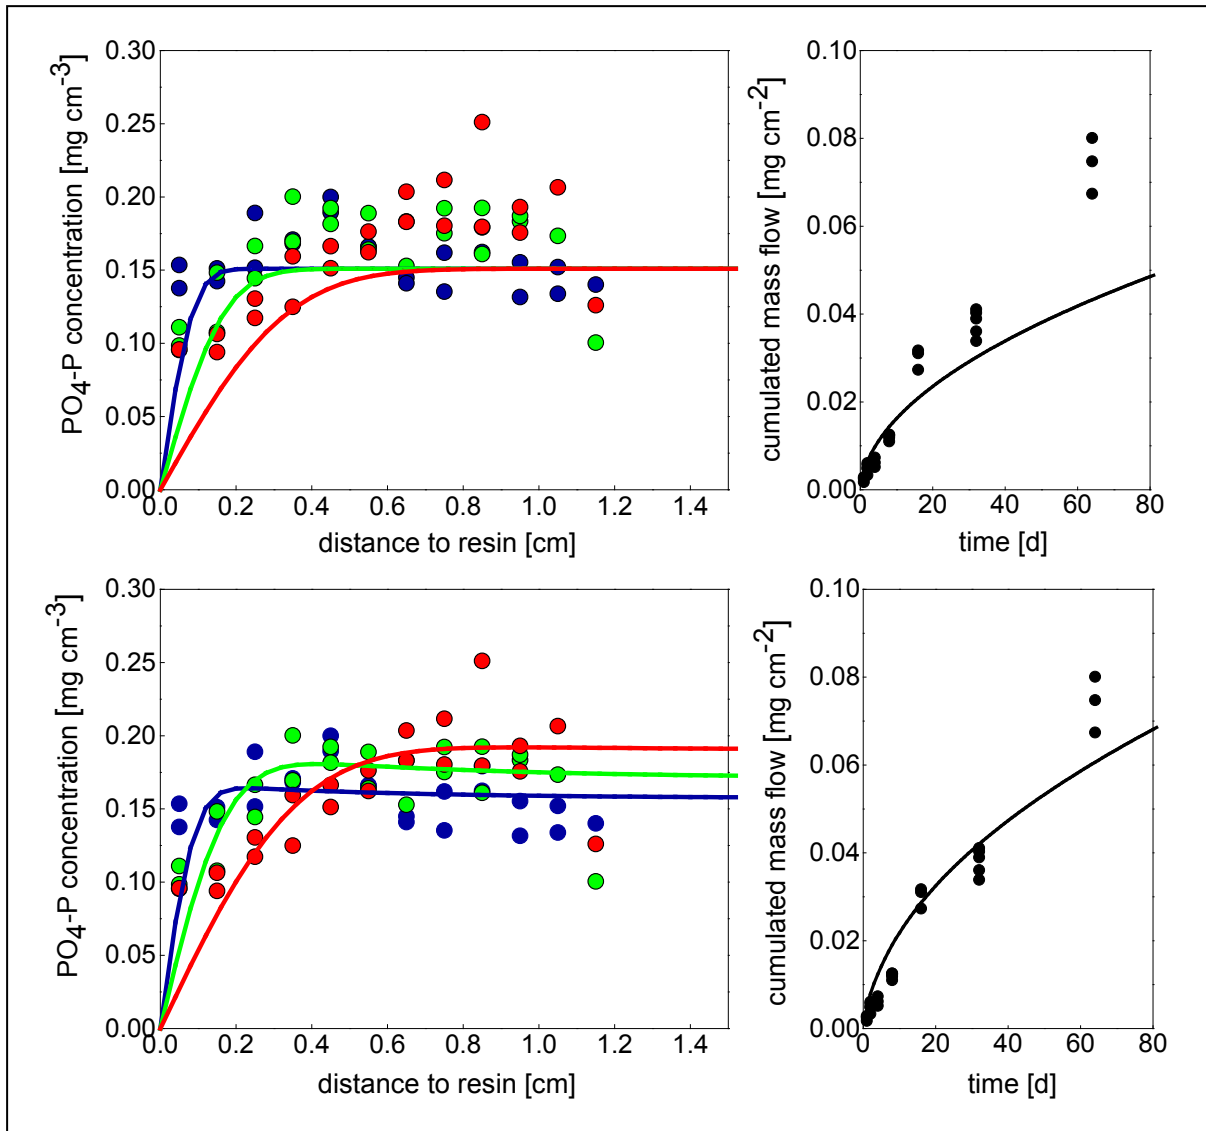 0.30
0.25
0.20
0.15
0.10
0.05
0.00
PO4-P concentration [mg cm-3]
0.0 0.2 0.4 0.6 0.8 1.0 1.2 1.4
distance to resin [cm]
0.10
0.08
0.06
0.04
0.02
0.00
cumulated mass flow [mg cm-2]
0 20 40 60 80
time [d]
0.30
0.25
0.20
0.15
0.10
0.05
0.00
PO4-P concentration [mg cm-3]
0.0 0.2 0.4 0.6 0.8 1.0 1.2 1.4
distance to resin [cm]
0.10
0.08
0.06
0.04
0.02
0.00
cumulated mass flow [mg cm-2]
0 20 40 60 80
time [d]